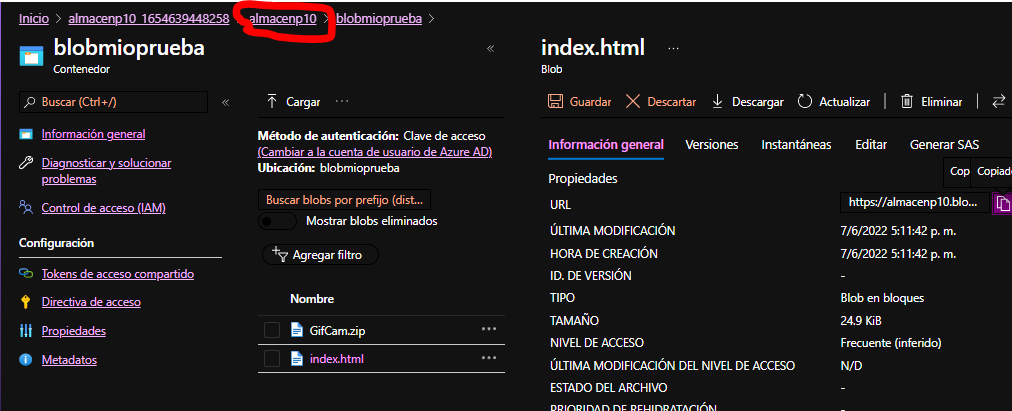 Inicio > almacenp10_1654639448258 > almacenp10 > blobmioprueba >
blobmioprueba
Contenedor
Buscar (Ctrl+/)
Información general
Diagnosticar y solucionar
problemas
Control de acceso (IAM)
Configuración
Tokens de acceso compartido
Directiva de acceso
Propiedades
Metadatos
Cargar
Método de autenticación: Clave de acceso
(Cambiar a la cuenta de usuario de Azure AD)
Ubicación: blobmioprueba
Buscar blobs por prefijo (dist...
Mostrar blobs eliminados
Agregar filtro
Nombre
GifCam.zip
index.html
index.html
Blob
Guardar Descartar Descargar Actualizar Eliminar
Información general Versiones Instantáneas Editar Generar SAS
Cop Copiado
Propiedades
URL https://almacenp10.blo...
ÚLTIMA MODIFICACIÓN 7/6/2022 5:11:42 p. m.
HORA DE CREACIÓN 7/6/2022 5:11:42 p. m.
ID. DE VERSIÓN -
TIPO Blob en bloques
TAMAÑO 24.9 KiB
NIVEL DE ACCESO Frecuente (inferido)
ÚLTIMA MODIFICACIÓN DEL NIVEL DE ACCESO N/D
ESTADO DEL ARCHIVO -
PRIORIDAD DE REHIDRATACIÓN -